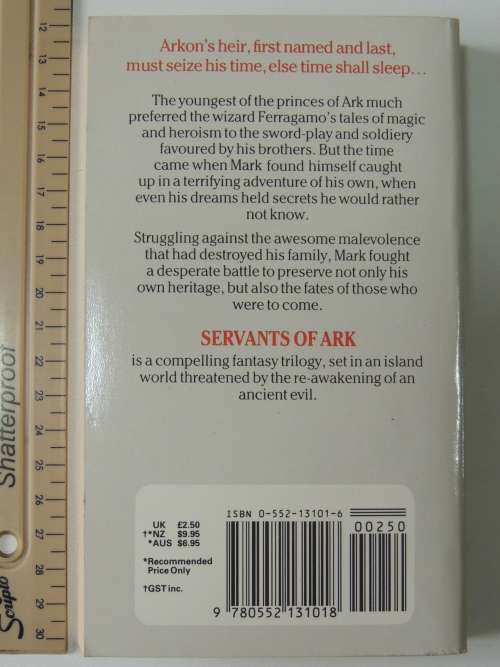 Arkon's heir, first named and last,
must seize his time, else time shall sleep...
The youngest of the princes of Ark much
preferred the wizard Ferragamo's tales of magic
and heroism to the sword-play and soldiery
favoured by his brothers. But the time
came when Mark found himself caught
up in a terrifying adventure of his own, when
even his dreams held secrets he would rather
not know.
Struggling against the awesome malevolence
that had destroyed his family, Mark fought
a desperate battle to preserve not only his
own heritage, but also the fates of those who
were to come.
SERVANTS OF ARK
is a compelling fantasy trilogy, set in an island
world threatened by the re-awakening of an
ancient evil.
UK £2.50
†*NZ $9.95
*AUS $6.95
*Recommended
Price Only
†GST inc.
ISBN 0-552-13101-6
00250
9 780552 131018
12
13
14
15
16
17
18
19
20
21
22
23
24
25
26
27
28
29
30
Shatterproof
Scripto